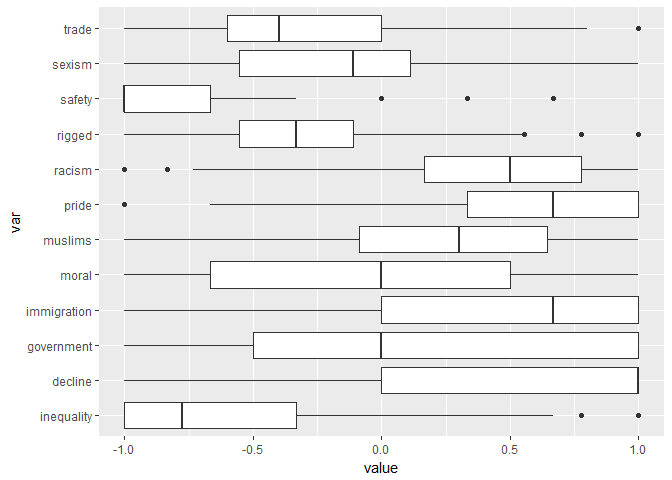 trade
sexism
safety
rigged
racism
pride
muslims
moral
immigration
government
decline
inequality
var
-1.0 -0.5 0.0 0.5 1.0
value